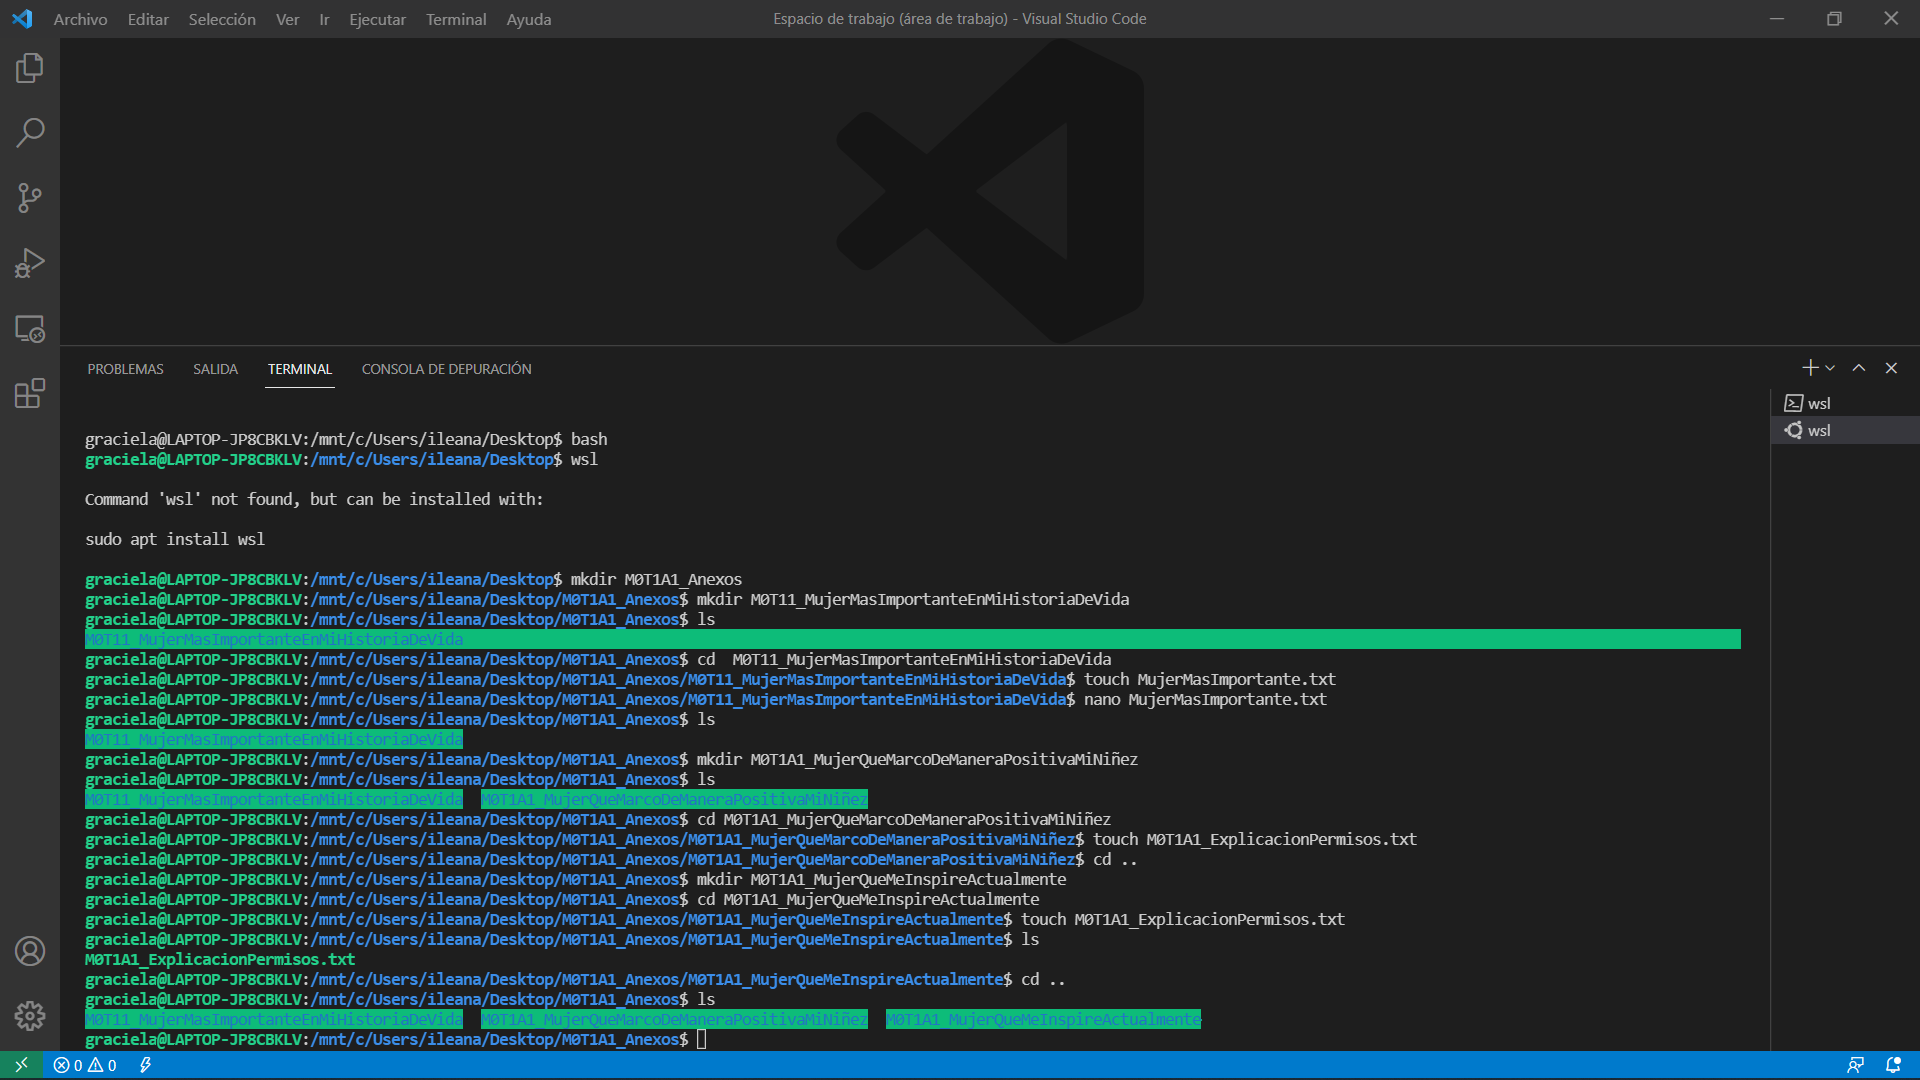 Archivo Editar Selección Ver Ir Ejecutar Terminal Ayuda
Espacio de trabajo (área de trabajo) - Visual Studio Code
PROBLEMAS SALIDA TERMINAL CONSOLA DE DEPURACIÓN
wsl
wsl
graciela@LAPTOP-JP8CBKLV:/mnt/c/Users/ileana/Desktop$ bash
graciela@LAPTOP-JP8CBKLV:/mnt/c/Users/ileana/Desktop$ wsl
Command 'wsl' not found, but can be installed with:
sudo apt install wsl
graciela@LAPTOP-JP8CBKLV:/mnt/c/Users/ileana/Desktop$ mkdir M0T1A1_Anexos
graciela@LAPTOP-JP8CBKLV:/mnt/c/Users/ileana/Desktop/M0T1A1_Anexos$ mkdir M0T11_MujerMasImportanteEnMiHistoriaDeVida
graciela@LAPTOP-JP8CBKLV:/mnt/c/Users/ileana/Desktop/M0T1A1_Anexos$ ls
M0T11_MujerMasImportanteEnMiHistoriaDeVida
graciela@LAPTOP-JP8CBKLV:/mnt/c/Users/ileana/Desktop/M0T1A1_Anexos$ cd  M0T11_MujerMasImportanteEnMiHistoriaDeVida
graciela@LAPTOP-JP8CBKLV:/mnt/c/Users/ileana/Desktop/M0T1A1_Anexos/M0T11_MujerMasImportanteEnMiHistoriaDeVida$ touch MujerMasImportante.txt
graciela@LAPTOP-JP8CBKLV:/mnt/c/Users/ileana/Desktop/M0T1A1_Anexos/M0T11_MujerMasImportanteEnMiHistoriaDeVida$ nano MujerMasImportante.txt
graciela@LAPTOP-JP8CBKLV:/mnt/c/Users/ileana/Desktop/M0T1A1_Anexos$ ls
M0T11_MujerMasImportanteEnMiHistoriaDeVida
graciela@LAPTOP-JP8CBKLV:/mnt/c/Users/ileana/Desktop/M0T1A1_Anexos$ mkdir M0T1A1_MujerQueMarcoDeManeraPositivaMiNiñez
graciela@LAPTOP-JP8CBKLV:/mnt/c/Users/ileana/Desktop/M0T1A1_Anexos$ ls
M0T11_MujerMasImportanteEnMiHistoriaDeVida  M0T1A1_MujerQueMarcoDeManeraPositivaMiNiñez
graciela@LAPTOP-JP8CBKLV:/mnt/c/Users/ileana/Desktop/M0T1A1_Anexos$ cd M0T1A1_MujerQueMarcoDeManeraPositivaMiNiñez
graciela@LAPTOP-JP8CBKLV:/mnt/c/Users/ileana/Desktop/M0T1A1_Anexos/M0T1A1_MujerQueMarcoDeManeraPositivaMiNiñez$ touch M0T1A1_ExplicacionPermisos.txt
graciela@LAPTOP-JP8CBKLV:/mnt/c/Users/ileana/Desktop/M0T1A1_Anexos/M0T1A1_MujerQueMarcoDeManeraPositivaMiNiñez$ cd ..
graciela@LAPTOP-JP8CBKLV:/mnt/c/Users/ileana/Desktop/M0T1A1_Anexos$ mkdir M0T1A1_MujerQueMeInspireActualmente
graciela@LAPTOP-JP8CBKLV:/mnt/c/Users/ileana/Desktop/M0T1A1_Anexos$ cd M0T1A1_MujerQueMeInspireActualmente
graciela@LAPTOP-JP8CBKLV:/mnt/c/Users/ileana/Desktop/M0T1A1_Anexos/M0T1A1_MujerQueMeInspireActualmente$ touch M0T1A1_ExplicacionPermisos.txt
graciela@LAPTOP-JP8CBKLV:/mnt/c/Users/ileana/Desktop/M0T1A1_Anexos/M0T1A1_MujerQueMeInspireActualmente$ ls
M0T1A1_ExplicacionPermisos.txt
graciela@LAPTOP-JP8CBKLV:/mnt/c/Users/ileana/Desktop/M0T1A1_Anexos/M0T1A1_MujerQueMeInspireActualmente$ cd ..
graciela@LAPTOP-JP8CBKLV:/mnt/c/Users/ileana/Desktop/M0T1A1_Anexos$ ls
M0T11_MujerMasImportanteEnMiHistoriaDeVida  M0T1A1_MujerQueMarcoDeManeraPositivaMiNiñez  M0T1A1_MujerQueMeInspireActualmente
graciela@LAPTOP-JP8CBKLV:/mnt/c/Users/ileana/Desktop/M0T1A1_Anexos$
0 0